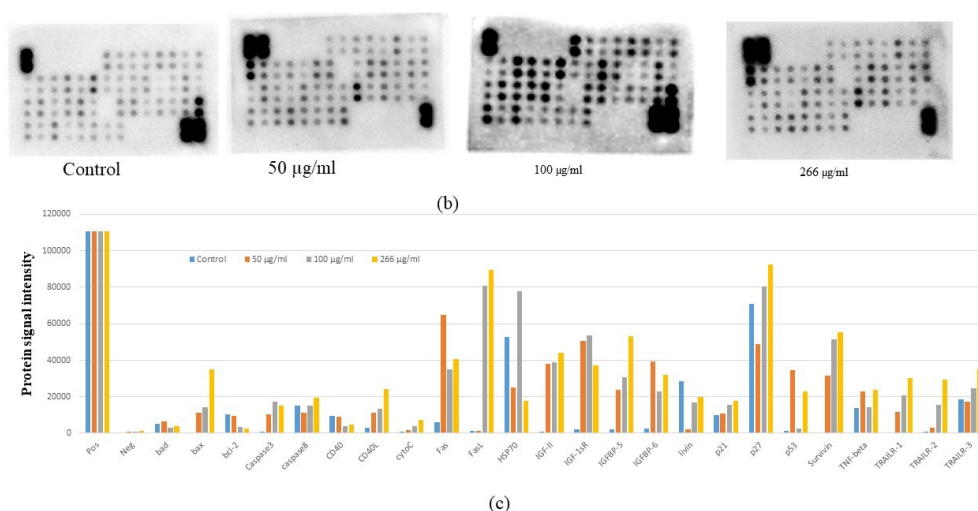 Control
50 µg/ml
100 µg/ml
266 µg/ml
(b)
120000
100000
80000
60000
40000
20000
0
Protein signal intensity
Control 50 µg/ml 100 µg/ml 266 µg/ml
Pos Neg bad bax bcl-2 Caspase3 caspase8 CD40 CD40L cytoC Fas FasL HSP70 IGF-II IGF-1sR IGFBP-5 IGFBP-6 livin p21 p27 p53 Survivin TNF-beta TRAILR-1 TRAILR-2 TRAILR-3
(c)